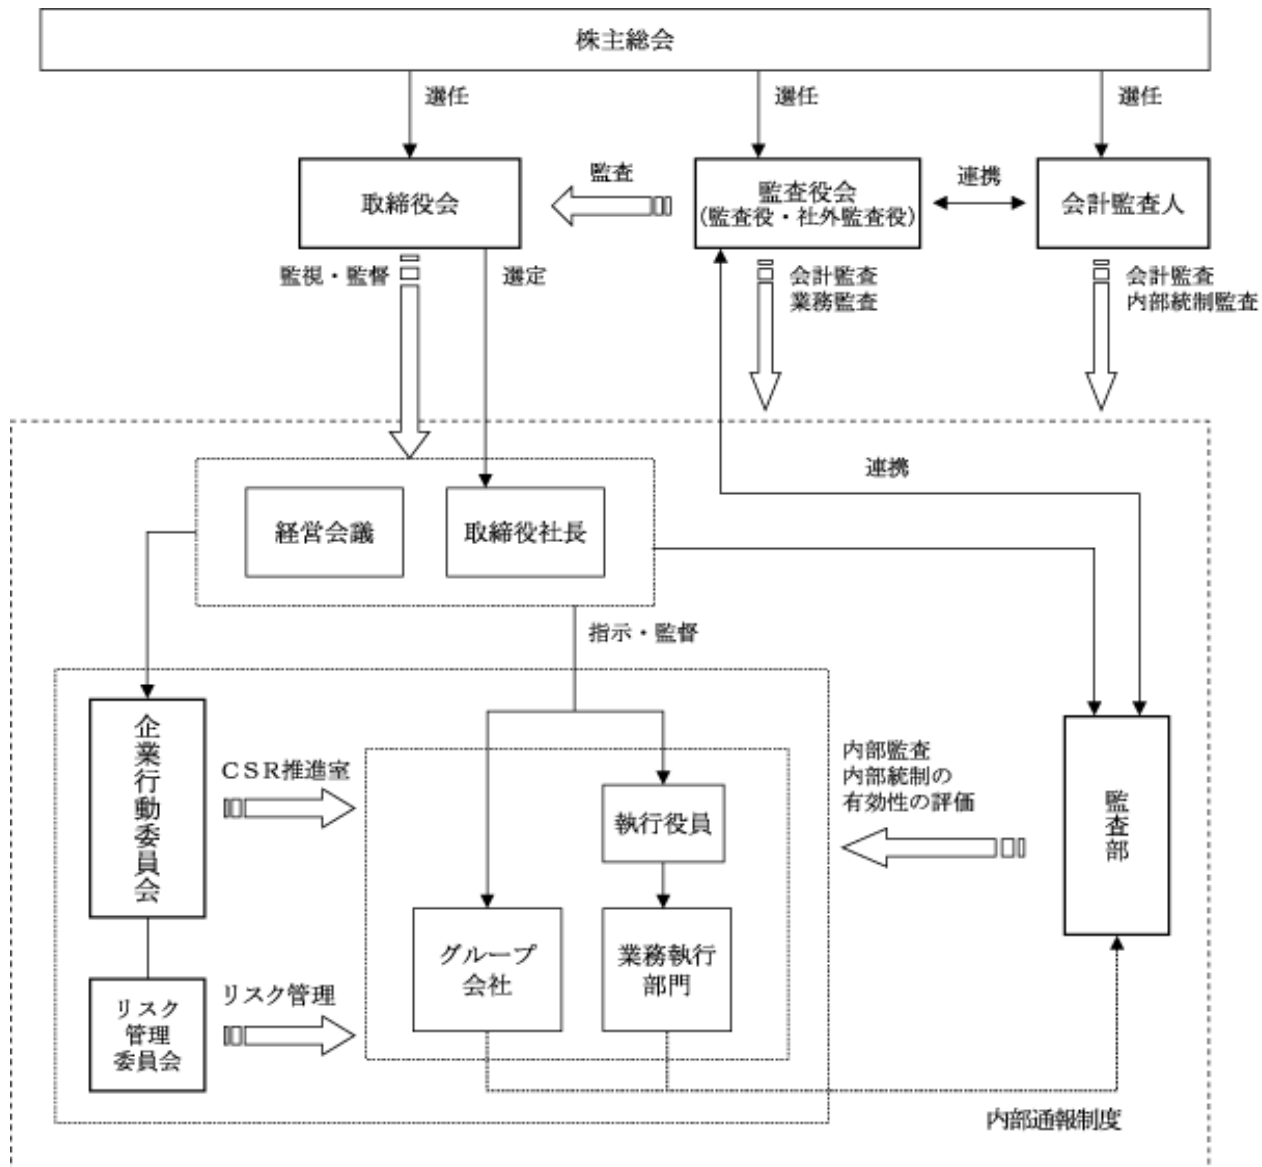 株主総会
選任
選任
選任
取締役会
監査
監査役会
(監査役・社外監査役)
連携
会計監査人
監視・監督
選定
会計監査
業務監査
会計監査
内部統制監査
連携
経営会議
取締役社長
指示・監督
企業行動委員会
CSR推進室
執行役員
内部監査
内部統制の
有効性の評価
監査部
グループ
会社
業務執行
部門
リスク
管理
委員会
リスク管理
内部通報制度